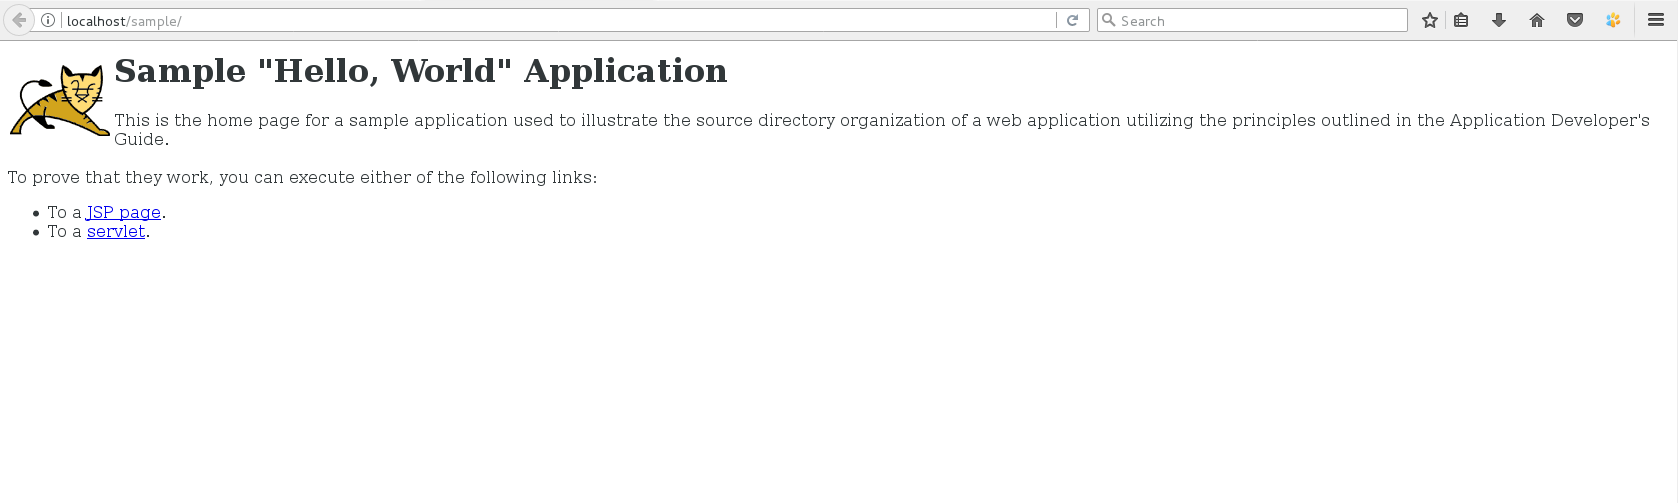 localhost/sample/
Search
Sample "Hello, World" Application
This is the home page for a sample application used to illustrate the source directory organization of a web application utilizing the principles outlined in the Application Developer's
Guide.
To prove that they work, you can execute either of the following links:
• To a JSP page.
• To a servlet.